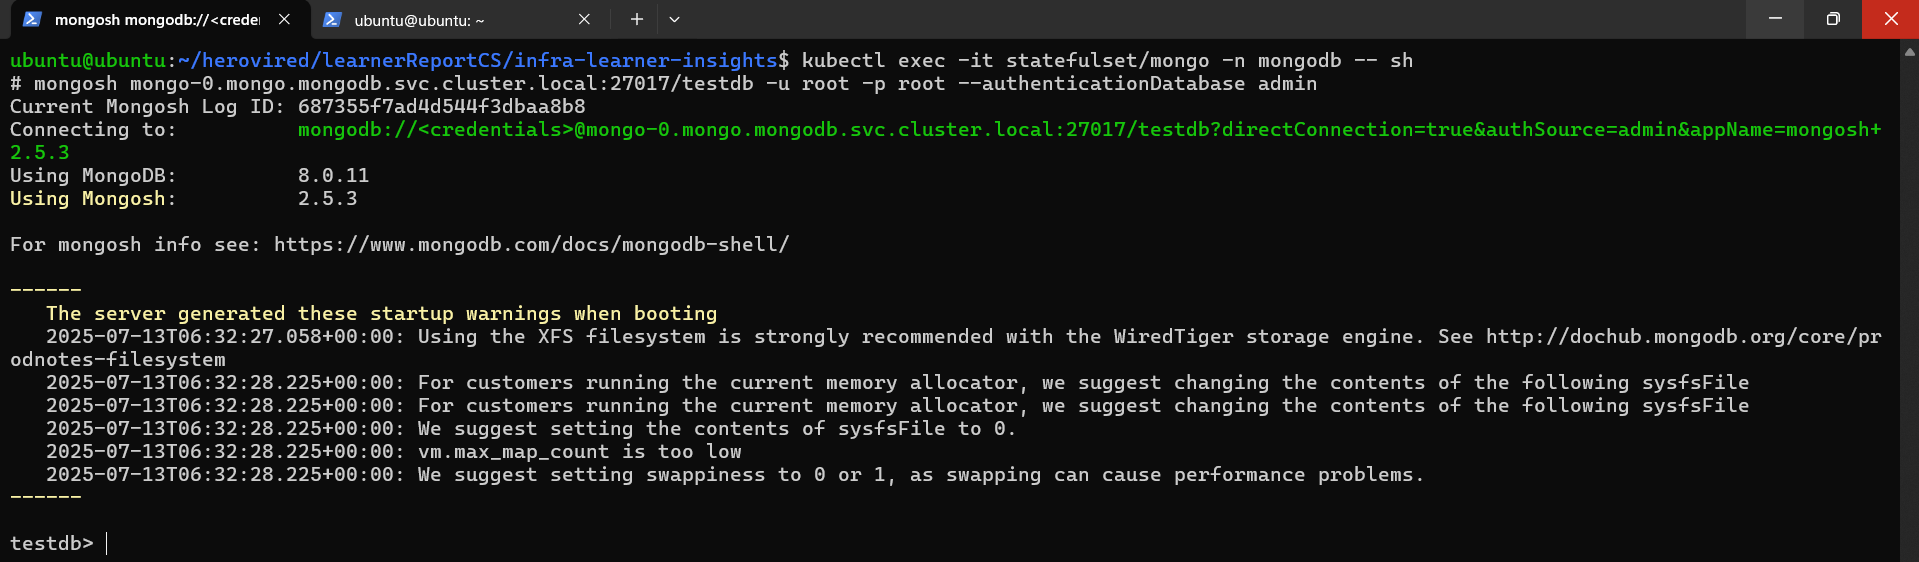 mongosh mongodb://<crede
ubuntu@ubuntu: ~
ubuntu@ubuntu:~/herovired/learnerReportCS/infra-learner-insights$ kubectl exec -it statefulset/mongo -n mongodb -- sh
# mongosh mongo-0.mongo.mongodb.svc.cluster.local:27017/testdb -u root -p root --authenticationDatabase admin
Current Mongosh Log ID: 687355f7ad4d544f3dbaa8b8
Connecting to:          mongodb://<credentials>@mongo-0.mongo.mongodb.svc.cluster.local:27017/testdb?directConnection=true&authSource=admin&appName=mongosh+
2.5.3
Using MongoDB:          8.0.11
Using Mongosh:          2.5.3
For mongosh info see: https://www.mongodb.com/docs/mongodb-shell/
------
   The server generated these startup warnings when booting
   2025-07-13T06:32:27.058+00:00: Using the XFS filesystem is strongly recommended with the WiredTiger storage engine. See http://dochub.mongodb.org/core/pr
odnotes-filesystem
   2025-07-13T06:32:28.225+00:00: For customers running the current memory allocator, we suggest changing the contents of the following sysfsFile
   2025-07-13T06:32:28.225+00:00: For customers running the current memory allocator, we suggest changing the contents of the following sysfsFile
   2025-07-13T06:32:28.225+00:00: We suggest setting the contents of sysfsFile to 0.
   2025-07-13T06:32:28.225+00:00: vm.max_map_count is too low
   2025-07-13T06:32:28.225+00:00: We suggest setting swappiness to 0 or 1, as swapping can cause performance problems.
------
testdb>